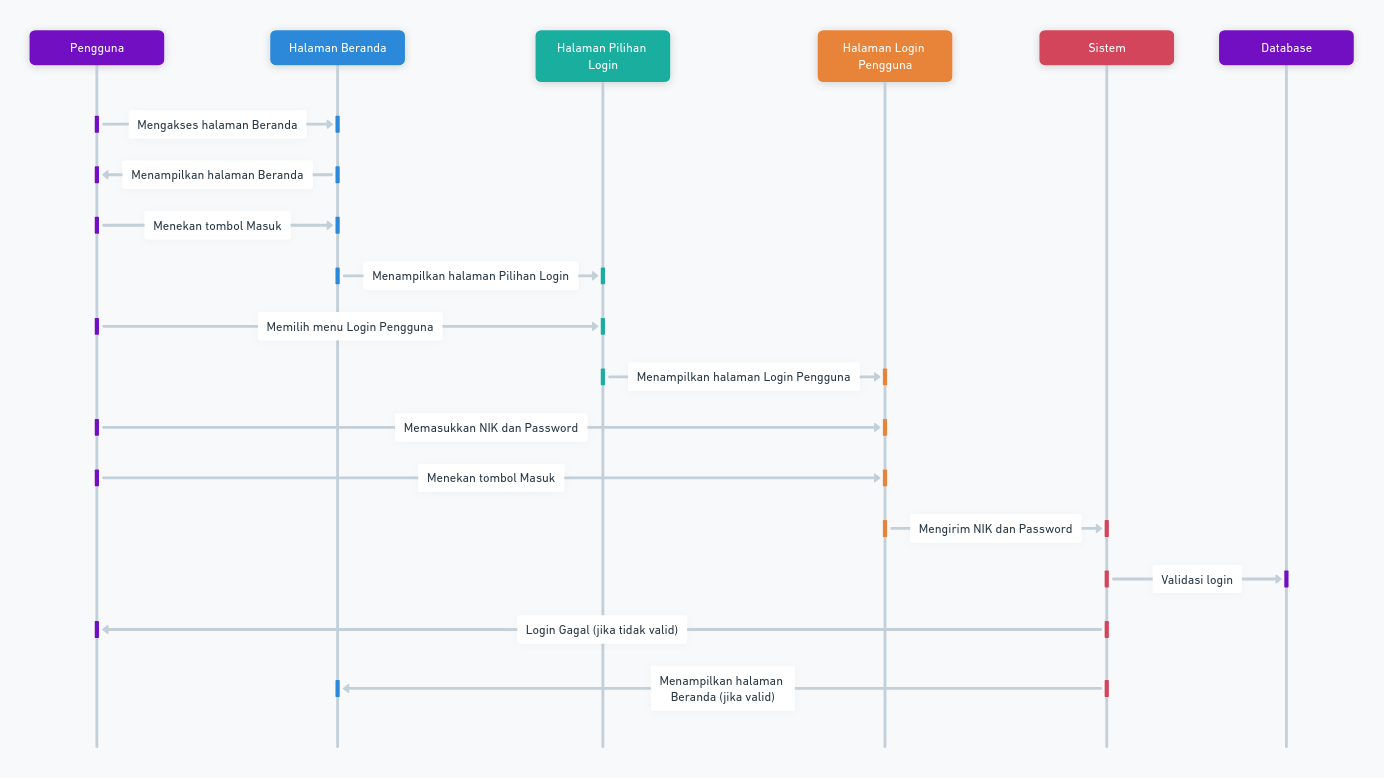 Pengguna
Halaman Beranda
Halaman Pilihan
Login
Halaman Login
Pengguna
Sistem
Database
Mengakses halaman Beranda
Menampilkan halaman Beranda
Menekan tombol Masuk
Menampilkan halaman Pilihan Login
Memilih menu Login Pengguna
Menampilkan halaman Login Pengguna
Memasukkan NIK dan Password
Menekan tombol Masuk
Mengirim NIK dan Password
Validasi login
Login Gagal (jika tidak valid)
Menampilkan halaman
Beranda (jika valid)